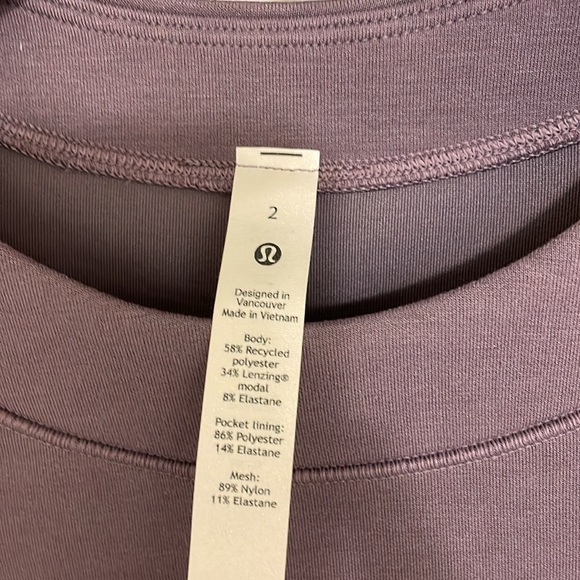 2
Designed in
Vancouver
Made in Vietnam
Body:
58% Recycled
polyester
34% Lenzing®
modal
8% Elastane
Pocket lining:
86% Polyester
14% Elastane
Mesh:
89% Nylon
11% Elastane